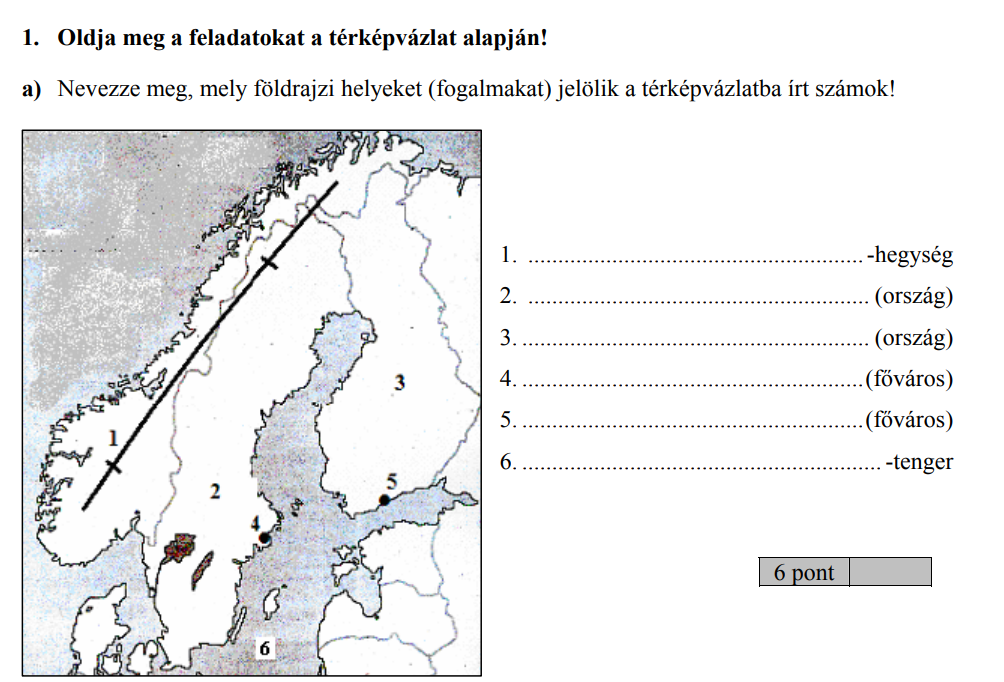 1. Oldja meg a feladatokat a térképvázlat alapján!
a) Nevezze meg, mely földrajzi helyeket (fogalmakat) jelölik a térképvázlatba írt számok!
1
2
3
4
5
6
1. ........................................................ -hegység
2. ........................................................ (ország)
3. ........................................................ (ország)
4. ........................................................ (főváros)
5. ........................................................ (főváros)
6. ........................................................ -tenger
6 pont